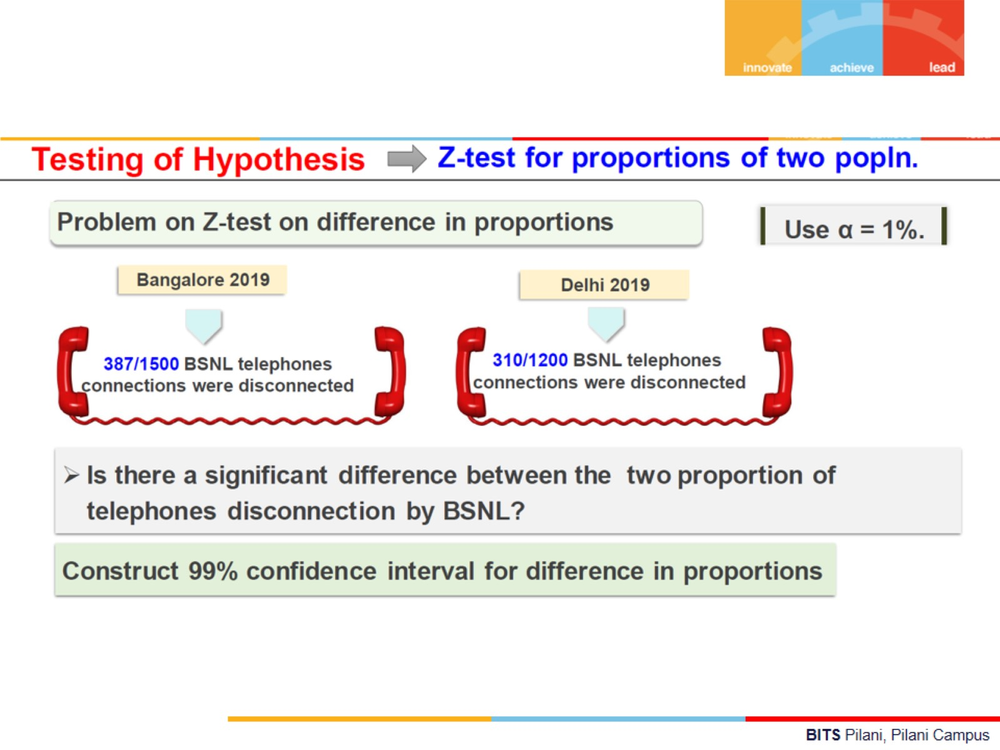 innovate achieve lead
Testing of Hypothesis Z-test for proportions of two popln.
Problem on Z-test on difference in proportions
Use α = 1%.
Bangalore 2019
Delhi 2019
387/1500 BSNL telephones
connections were disconnected
310/1200 BSNL telephones
connections were disconnected
➢ Is there a significant difference between the two proportion of
telephones disconnection by BSNL?
Construct 99% confidence interval for difference in proportions
BITS Pilani, Pilani Campus